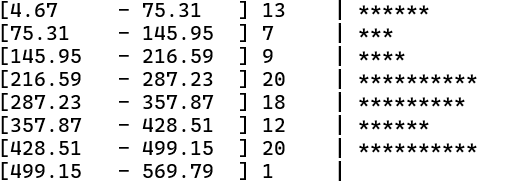 [4.67     - 75.31   ] 13    | ******
[75.31    - 145.95  ] 7     | ***
[145.95   - 216.59  ] 9     | ****
[216.59   - 287.23  ] 20    | **********
[287.23   - 357.87  ] 18    | *********
[357.87   - 428.51  ] 12    | ******
[428.51   - 499.15  ] 20    | **********
[499.15   - 569.79  ] 1     |